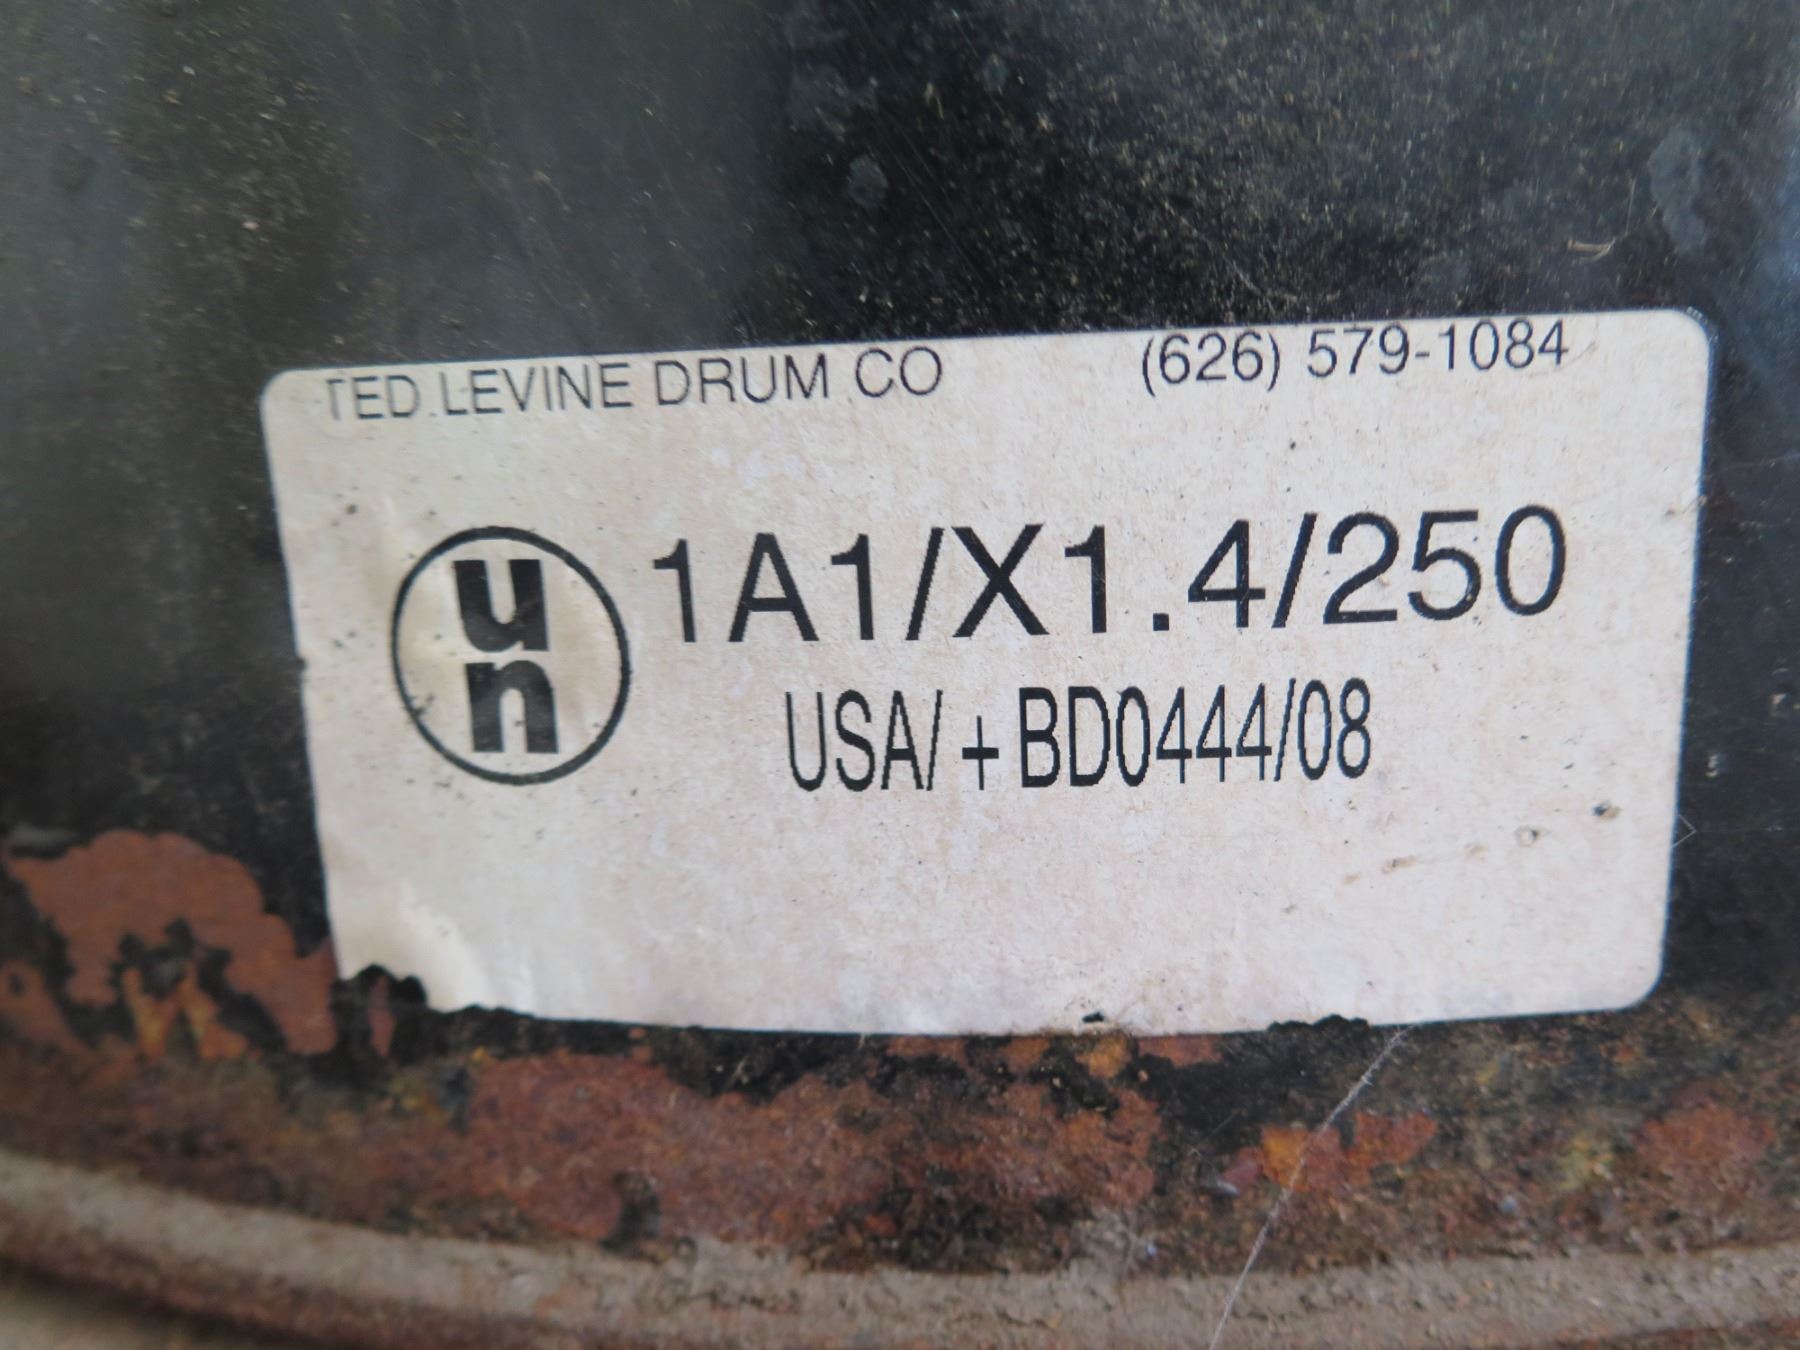 TED LEVINE DRUM CO (626) 579-1084
un 1A1/X1.4/250
USA/+BD0444/08